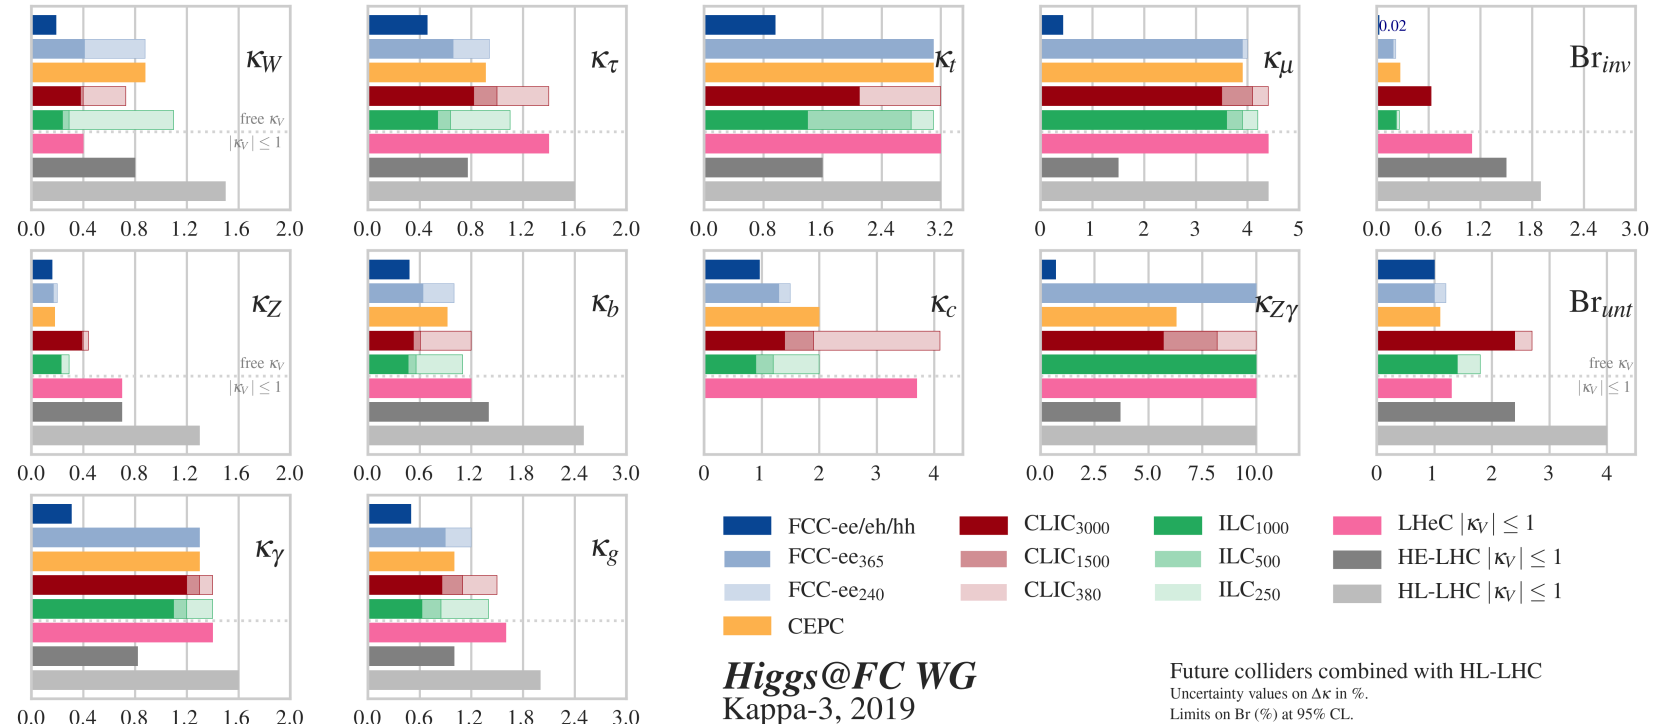 κW
free κV
|κV| ≤ 1
0.0 0.4 0.8 1.2 1.6 2.0
κτ
0.0 0.4 0.8 1.2 1.6 2.0
κt
0.0 0.8 1.6 2.4 3.2
κμ
0 1 2 3 4 5
0.02
Brinv
0.0 0.6 1.2 1.8 2.4 3.0
κZ
free κV
|κV| ≤ 1
0.0 0.4 0.8 1.2 1.6 2.0
κb
0.0 0.6 1.2 1.8 2.4 3.0
κc
0 1 2 3 4
κZγ
0.0 2.5 5.0 7.5 10.0
Brunt
free κV
|κV| ≤ 1
0 1 2 3 4
κγ
0.0 0.4 0.8 1.2 1.6 2.0
κg
0.0 0.6 1.2 1.8 2.4 3.0
FCC-ee/eh/hh
FCC-ee365
FCC-ee240
CEPC
CLIC3000
CLIC1500
CLIC380
ILC1000
ILC500
ILC250
LHeC |κV| ≤ 1
HE-LHC |κV| ≤ 1
HL-LHC |κV| ≤ 1
Higgs@FC WG
Kappa-3, 2019
Future colliders combined with HL-LHC
Uncertainty values on Δκ in %.
Limits on Br (%) at 95% CL.